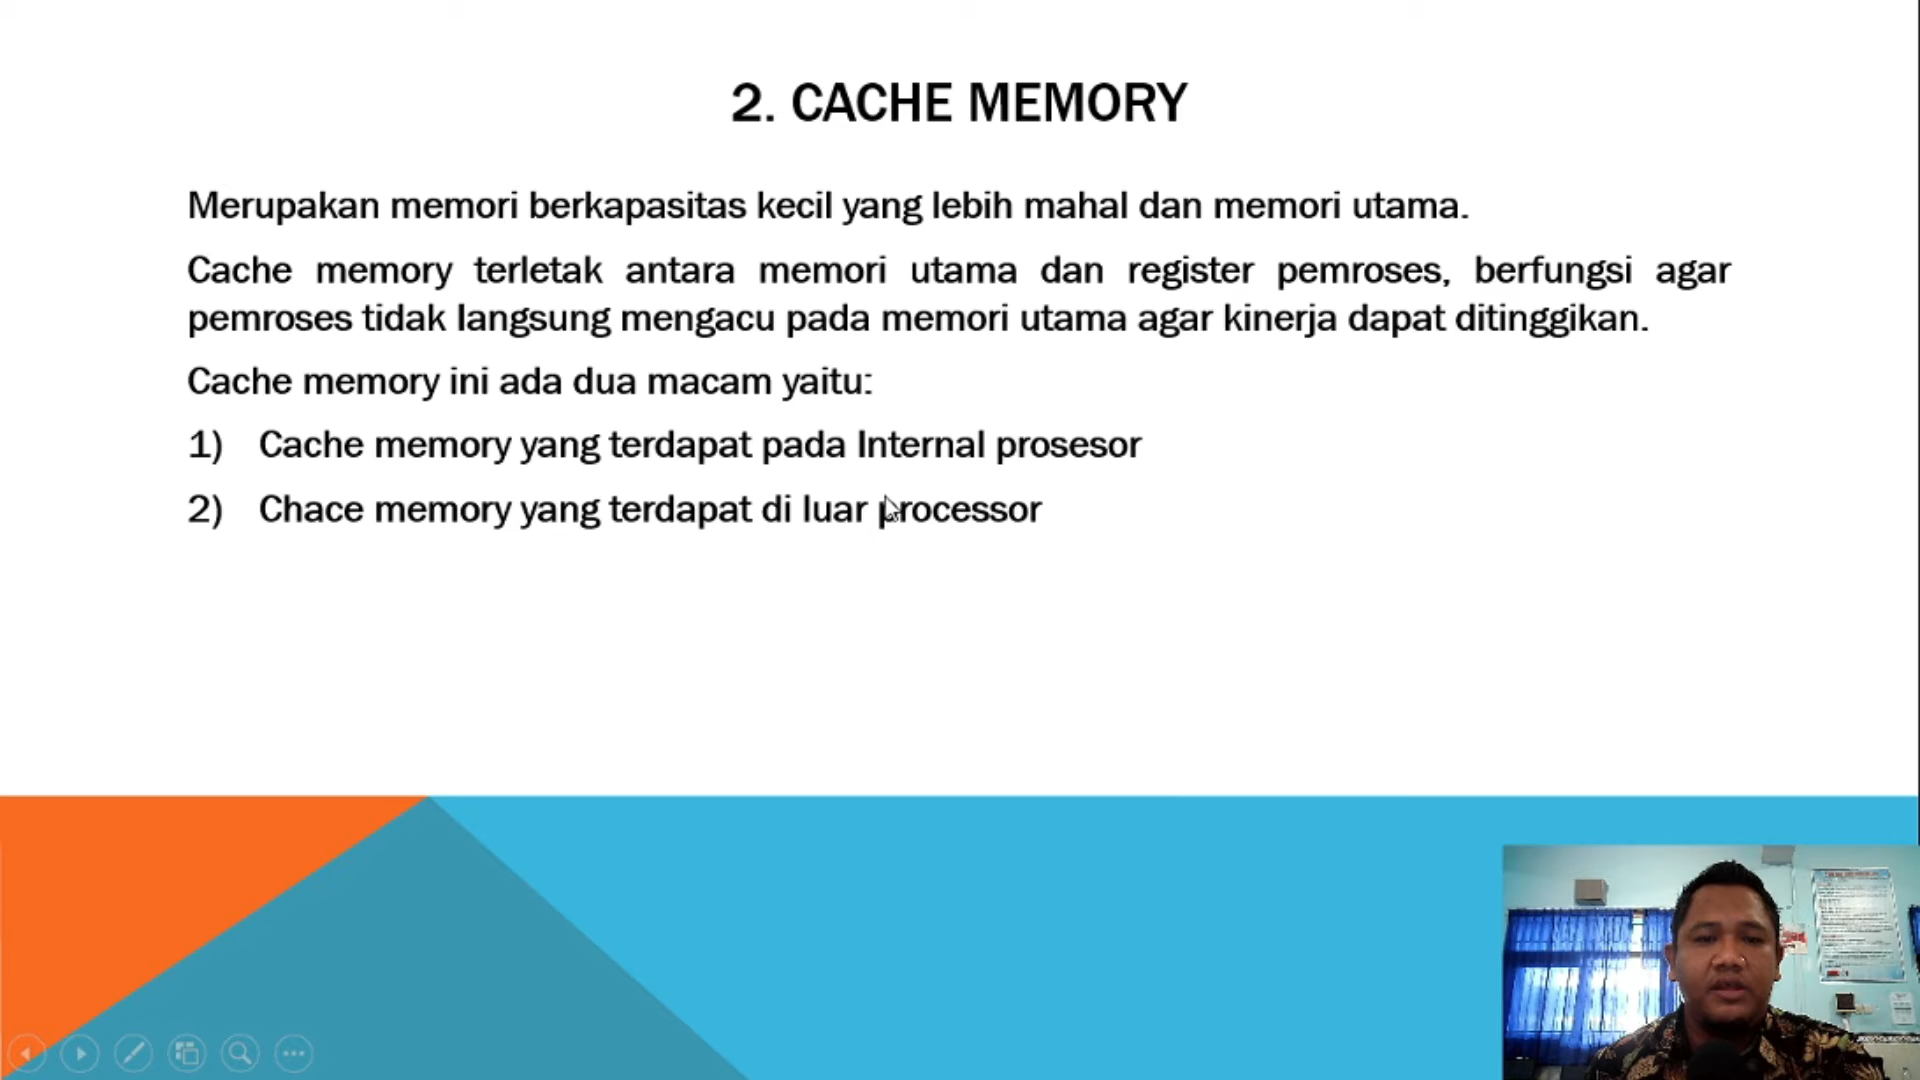 2. CACHE MEMORY
Merupakan memori berkapasitas kecil yang lebih mahal dan memori utama.
Cache memory terletak antara memori utama dan register pemroses, berfungsi agar
pemroses tidak langsung mengacu pada memori utama agar kinerja dapat ditinggikan.
Cache memory ini ada dua macam yaitu:
1) Cache memory yang terdapat pada Internal prosesor
2) Chace memory yang terdapat di luar processor